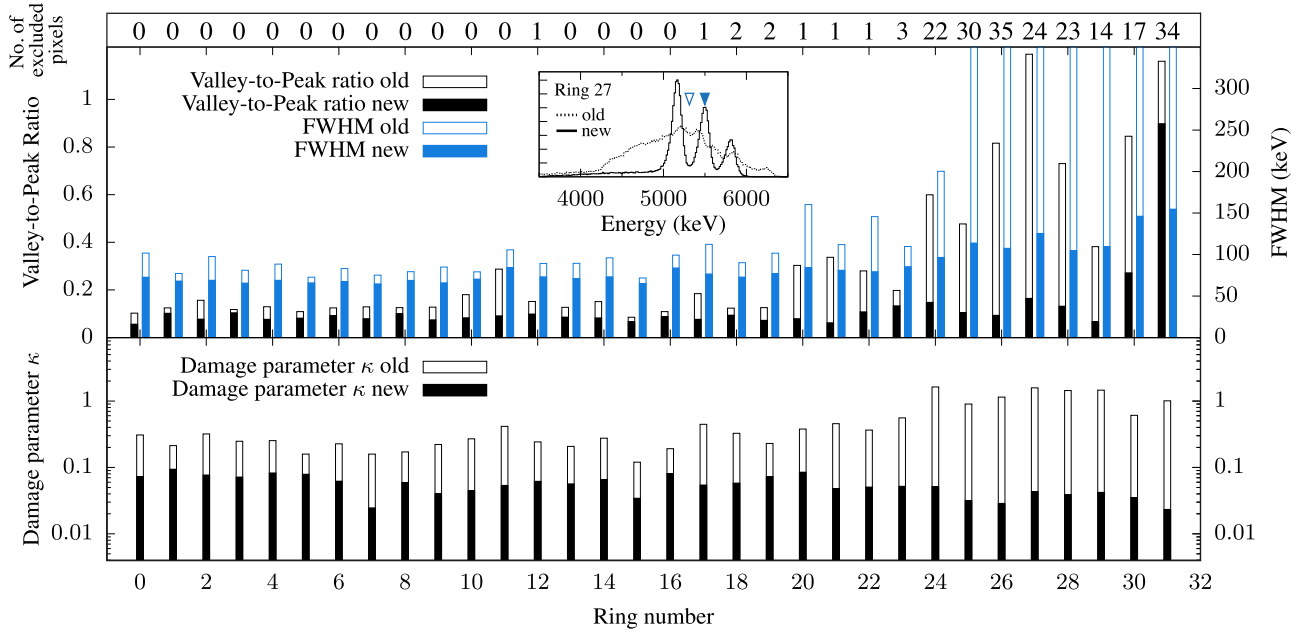 No. of
excluded
pixels
0 0 0 0 0 0 0 0 0 0 0 0 1 0 0 0 0 1 2 2 1 1 1 3 22 30 35 24 23 14 17 34
Valley-to-Peak ratio old
Valley-to-Peak ratio new
FWHM old
FWHM new
Ring 27
old
new
4000 5000 6000
Energy (keV)
Valley-to-Peak Ratio
1
0.8
0.6
0.4
0.2
0
FWHM (keV)
300
250
200
150
100
50
0
Damage parameter κ old
Damage parameter κ new
Damage parameter κ
1
0.1
0.01
1
0.1
0.01
0 2 4 6 8 10 12 14 16 18 20 22 24 26 28 30 32
Ring number